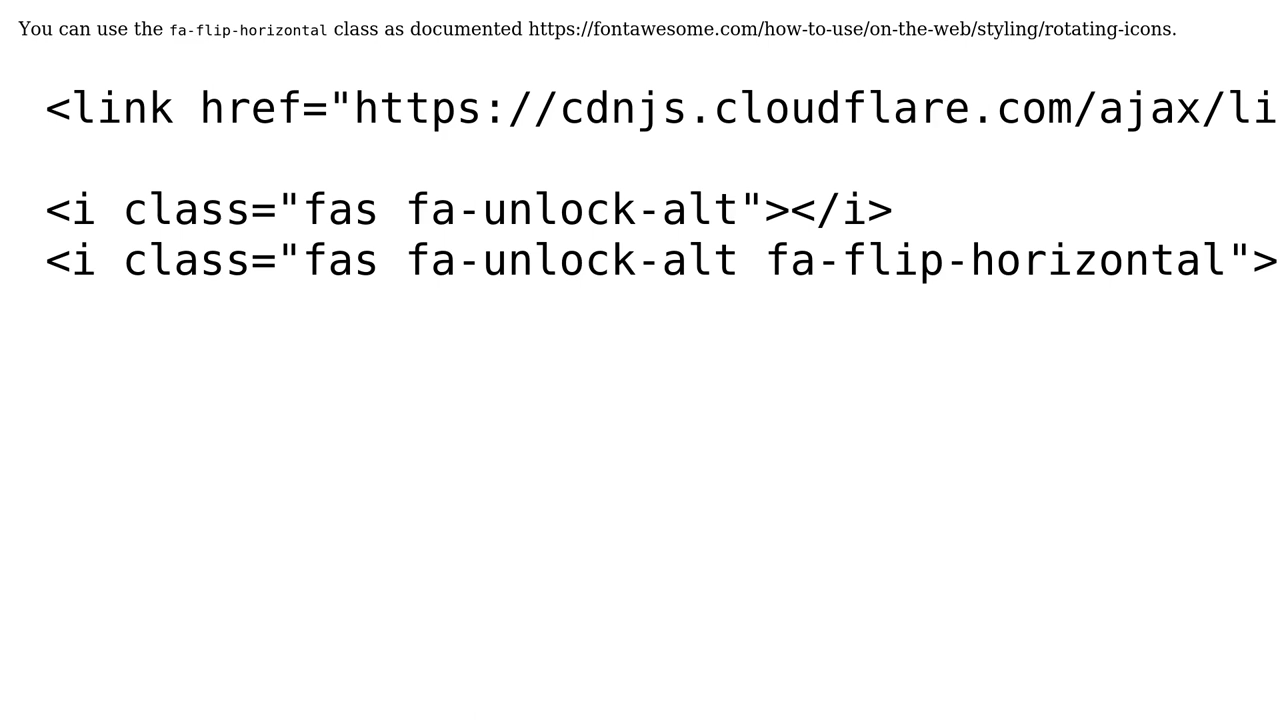 You can use the fa-flip-horizontal class as documented https://fontawesome.com/how-to-use/on-the-web/styling/rotating-icons.
<link href="https://cdnjs.cloudflare.com/ajax/li
<i class="fas fa-unlock-alt"></i>
<i class="fas fa-unlock-alt fa-flip-horizontal">